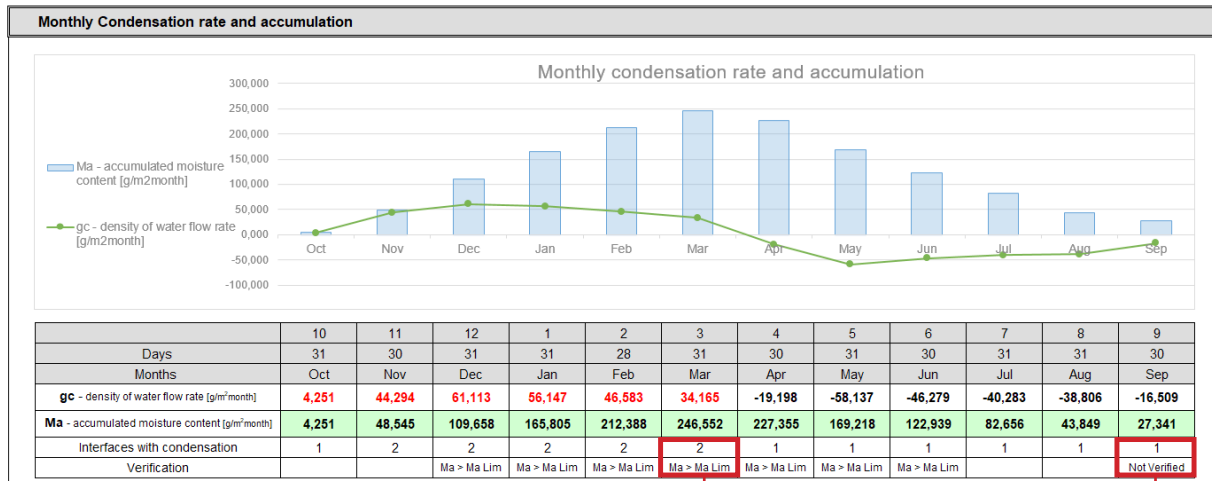 Monthly Condensation rate and accumulation
Monthly condensation rate and accumulation
300,000
250,000
200,000
150,000
100,000
50,000
0,000
-50,000
-100,000
Ma - accumulated moisture
content [g/m2month]
gc - density of water flow rate
[g/m2month]
Oct Nov Dec Jan Feb Mar Apr May Jun Jul Aug Sep
10 11 12 1 2 3 4 5 6 7 8 9
Days 31 30 31 31 28 31 30 31 30 31 31 30
Months Oct Nov Dec Jan Feb Mar Apr May Jun Jul Aug Sep
gc - density of water flow rate [g/m²month] 4,251 44,294 61,113 56,147 46,583 34,165 -19,198 -58,137 -46,279 -40,283 -38,806 -16,509
Ma - accumulated moisture content [g/m²month] 4,251 48,545 109,658 165,805 212,388 246,552 227,355 169,218 122,939 82,656 43,849 27,341
Interfaces with condensation 1 2 2 2 2 2 1 1 1 1 1 1
Verification Ma > Ma Lim Ma > Ma Lim Ma > Ma Lim Ma > Ma Lim Ma > Ma Lim Ma > Ma Lim Ma > Ma Lim Not Verified